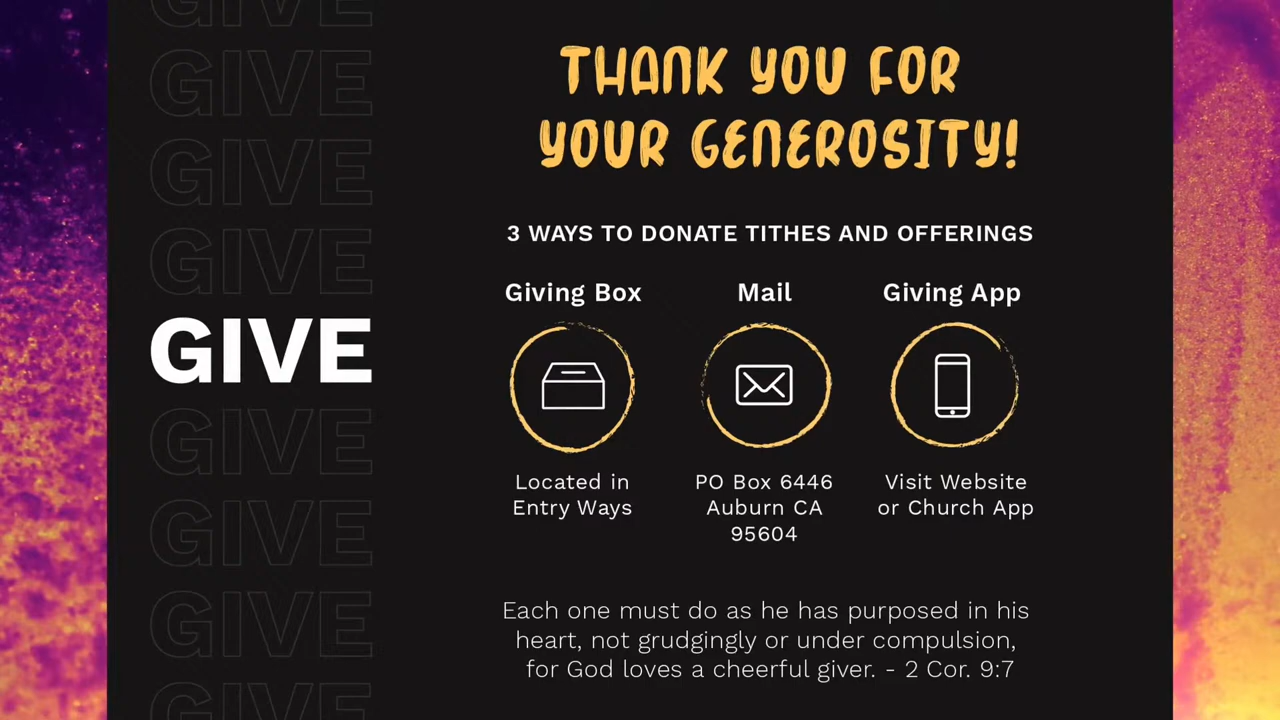 GIVE
GIVE
GIVE
GIVE
GIVE
GIVE
GIVE
GIVE
GIVE
THANK YOU FOR
YOUR GENEROSITY!
3 WAYS TO DONATE TITHES AND OFFERINGS
Giving Box
Located in
Entry Ways
Mail
PO Box 6446
Auburn CA
95604
Giving App
Visit Website
or Church App
Each one must do as he has purposed in his
heart, not grudgingly or under compulsion,
for God loves a cheerful giver. - 2 Cor. 9:7